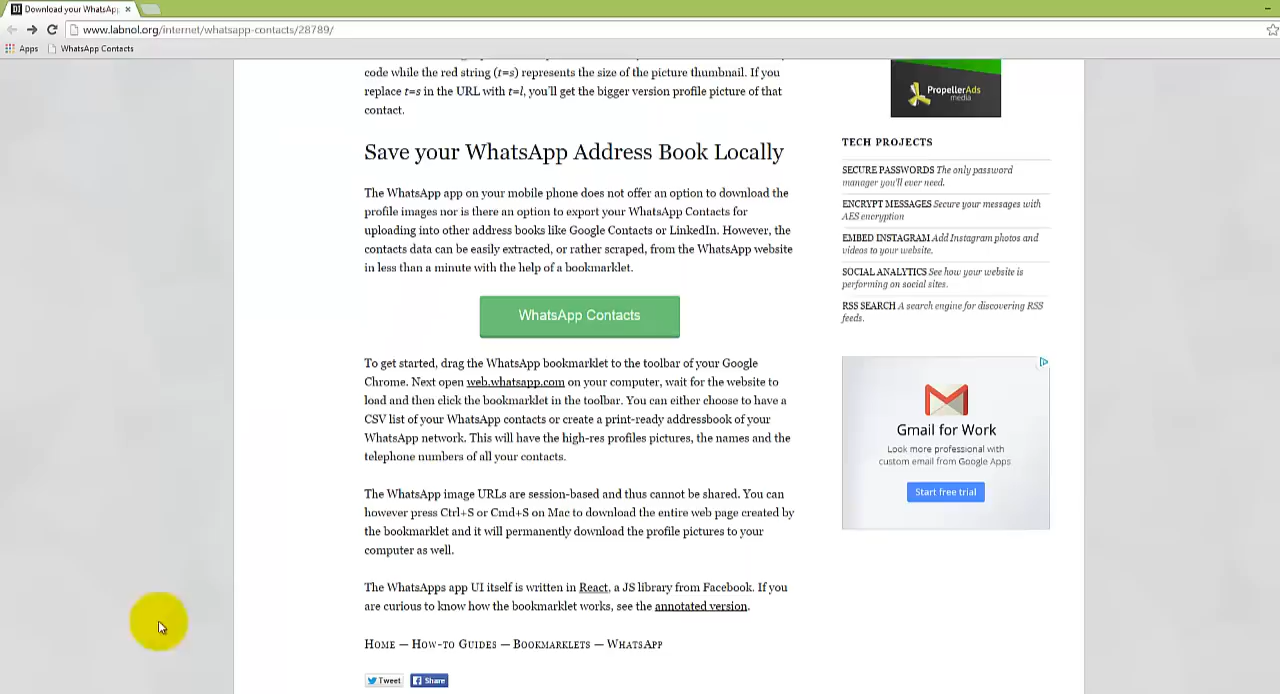 Download your WhatsApp
www.labnol.org/internet/whatsapp-contacts/28789/
Apps WhatsApp Contacts
code while the red string (t=s) represents the size of the picture thumbnail. If you
replace t=s in the URL with t=l, you'll get the bigger version profile picture of that
contact.
Save your WhatsApp Address Book Locally
The WhatsApp app on your mobile phone does not offer an option to download the
profile images nor is there an option to export your WhatsApp Contacts for
uploading into other address books like Google Contacts or LinkedIn. However, the
contacts data can be easily extracted, or rather scraped, from the WhatsApp website
in less than a minute with the help of a bookmarklet.
WhatsApp Contacts
To get started, drag the WhatsApp bookmarklet to the toolbar of your Google
Chrome. Next open web.whatsapp.com on your computer, wait for the website to
load and then click the bookmarklet in the toolbar. You can either choose to have a
CSV list of your WhatsApp contacts or create a print-ready addressbook of your
WhatsApp network. This will have the high-res profiles pictures, the names and the
telephone numbers of all your contacts.
The WhatsApp image URLs are session-based and thus cannot be shared. You can
however press Ctrl+S or Cmd+S on Mac to download the entire web page created by
the bookmarklet and it will permanently download the profile pictures to your
computer as well.
The WhatsApps app UI itself is written in React, a JS library from Facebook. If you
are curious to know how the bookmarklet works, see the annotated version.
Home — How-to Guides — Bookmarklets — WhatsApp
Tweet Share
PropellerAds
media
TECH PROJECTS
SECURE PASSWORDS The only password
manager you'll ever need.
ENCRYPT MESSAGES Secure your messages with
AES encryption
EMBED INSTAGRAM Add Instagram photos and
videos to your website.
SOCIAL ANALYTICS See how your website is
performing on social sites.
RSS SEARCH A search engine for discovering RSS
feeds.
Gmail for Work
Look more professional with
custom email from Google Apps
Start free trial